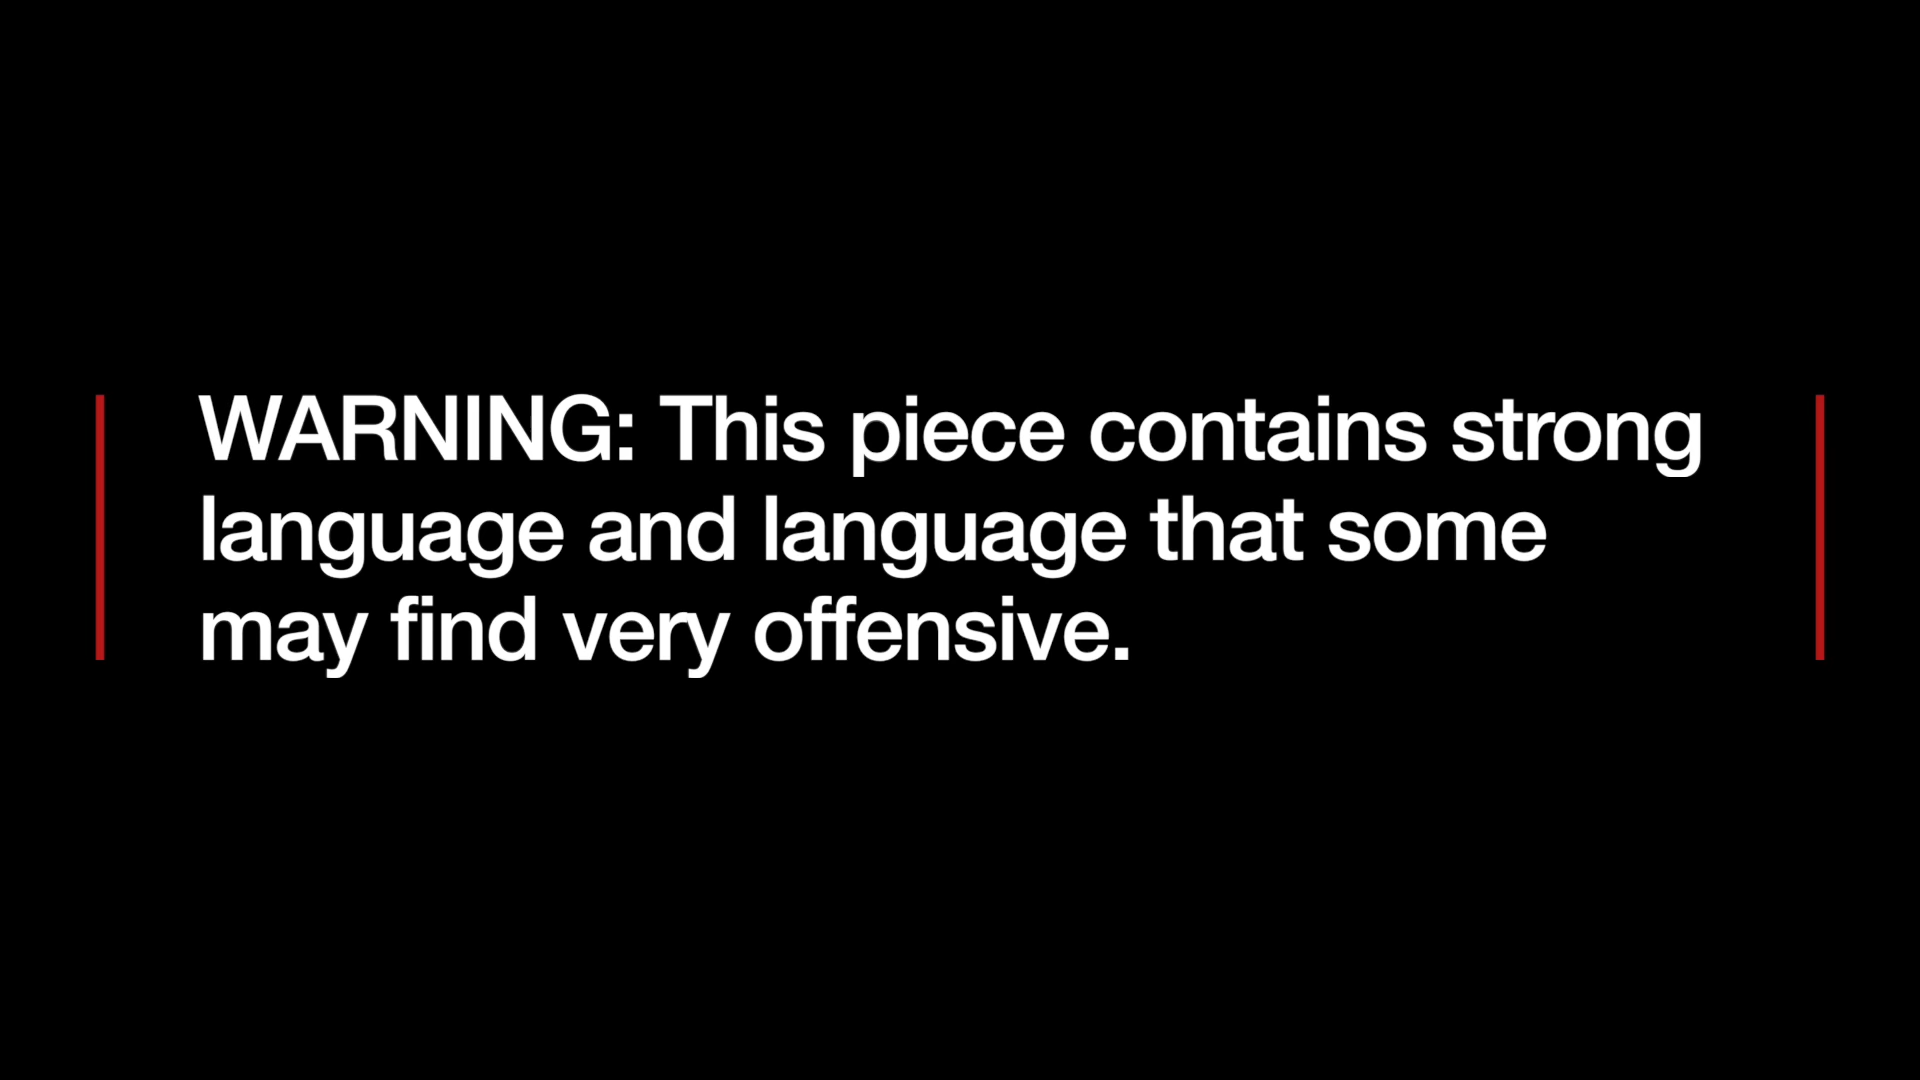 WARNING: This piece contains strong
language and language that some
may find very offensive.